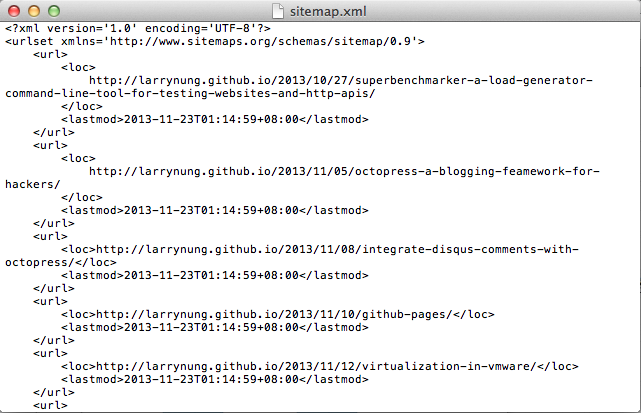 sitemap.xml
<?xml version='1.0' encoding='UTF-8'?>
<urlset xmlns='http://www.sitemaps.org/schemas/sitemap/0.9'>
    <url>
        <loc>
            http://larrynung.github.io/2013/10/27/superbenchmarker-a-load-generator-
command-line-tool-for-testing-websites-and-http-apis/
        </loc>
        <lastmod>2013-11-23T01:14:59+08:00</lastmod>
    </url>
    <url>
        <loc>
            http://larrynung.github.io/2013/11/05/octopress-a-blogging-feamework-for-
hackers/
        </loc>
        <lastmod>2013-11-23T01:14:59+08:00</lastmod>
    </url>
    <url>
        <loc>http://larrynung.github.io/2013/11/08/integrate-disqus-comments-with-
octopress/</loc>
        <lastmod>2013-11-23T01:14:59+08:00</lastmod>
    </url>
    <url>
        <loc>http://larrynung.github.io/2013/11/10/github-pages/</loc>
        <lastmod>2013-11-23T01:14:59+08:00</lastmod>
    </url>
    <url>
        <loc>http://larrynung.github.io/2013/11/12/virtualization-in-vmware/</loc>
        <lastmod>2013-11-23T01:14:59+08:00</lastmod>
    </url>
    <url>